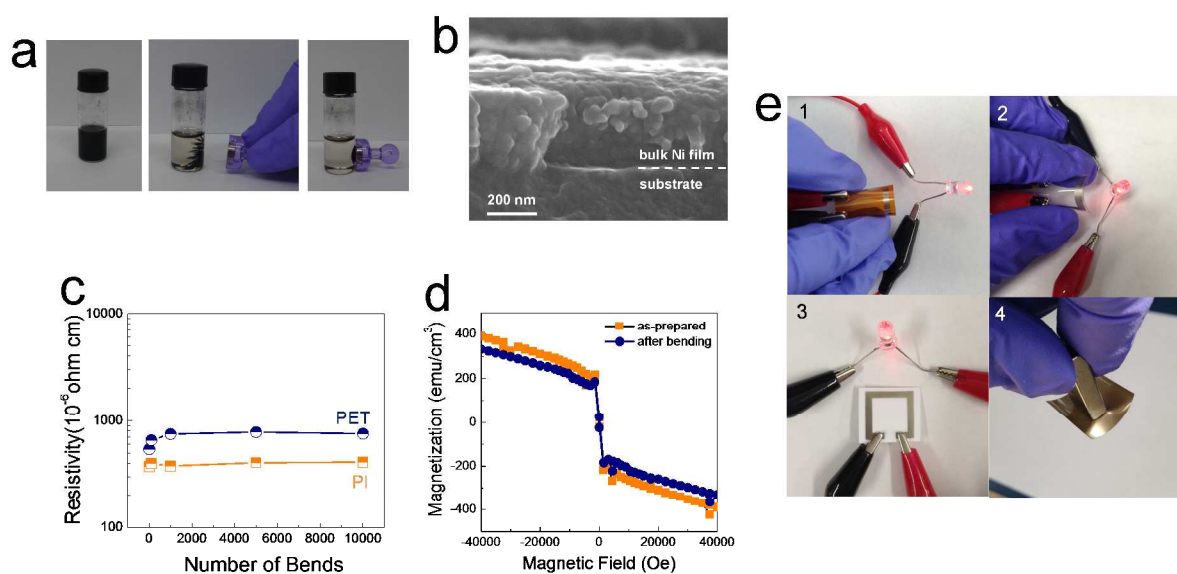 a
b
bulk Ni film
substrate
200 nm
e
1
2
3
4
c
Resistivity(10⁻⁶ ohm cm)
10000
1000
100
PET
PI
0 2000 4000 6000 8000 10000
Number of Bends
d
Magnetization (emu/cm³)
400
200
0
-200
-400
as-prepared
after bending
-40000 -20000 0 20000 40000
Magnetic Field (Oe)